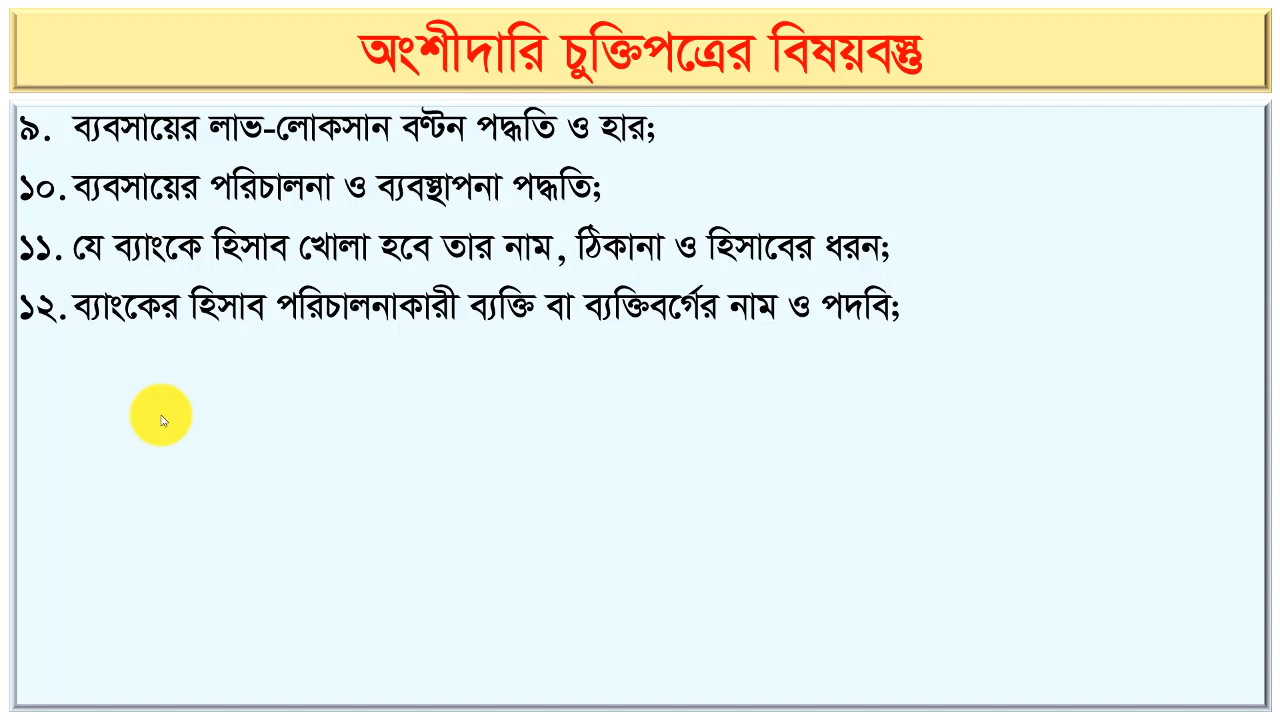 অংশীদারি চুক্তিপত্রের বিষয়বস্তু
৯. ব্যবসায়ের লাভ-লোকসান বণ্টন পদ্ধতি ও হার;
১০. ব্যবসায়ের পরিচালনা ও ব্যবস্থাপনা পদ্ধতি;
১১. যে ব্যাংকে হিসাব খোলা হবে তার নাম, ঠিকানা ও হিসাবের ধরন;
১২. ব্যাংকের হিসাব পরিচালনাকারী ব্যক্তি বা ব্যক্তিবর্গের নাম ও পদবি;